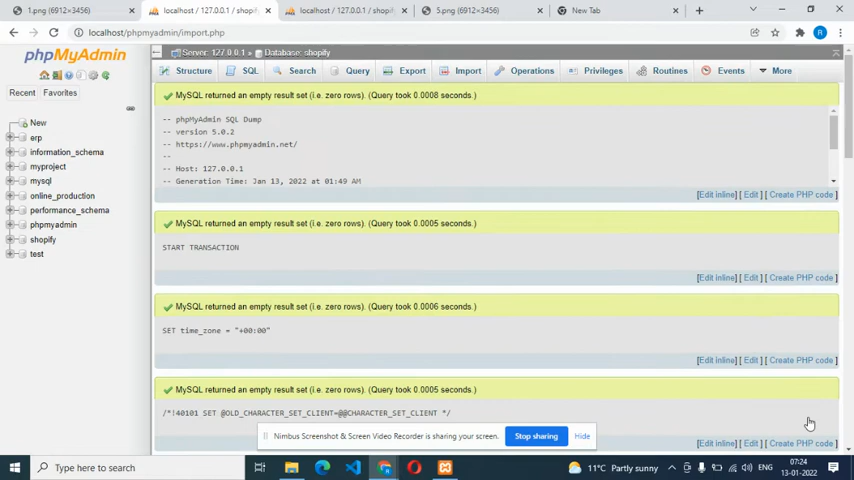 1.png (6912×3456)
localhost / 127.0.0.1 / shopify
localhost / 127.0.0.1 / shopify
5.png (6912×3456)
New Tab
localhost/phpmyadmin/import.php
phpMyAdmin
Recent
Favorites
New
erp
information_schema
myproject
mysql
online_production
performance_schema
phpmyadmin
shopify
test
Server: 127.0.0.1 » Database: shopify
Structure
SQL
Search
Query
Export
Import
Operations
Privileges
Routines
Events
More
MySQL returned an empty result set (i.e. zero rows). (Query took 0.0008 seconds.)
-- phpMyAdmin SQL Dump
-- version 5.0.2
-- https://www.phpmyadmin.net/
--
-- Host: 127.0.0.1
-- Generation Time: Jan 13, 2022 at 01:49 AM
[Edit inline] [ Edit ] [ Create PHP code ]
MySQL returned an empty result set (i.e. zero rows). (Query took 0.0005 seconds.)
START TRANSACTION
[Edit inline] [ Edit ] [ Create PHP code ]
MySQL returned an empty result set (i.e. zero rows). (Query took 0.0006 seconds.)
SET time_zone = "+00:00"
[Edit inline] [ Edit ] [ Create PHP code ]
MySQL returned an empty result set (i.e. zero rows). (Query took 0.0005 seconds.)
/*!40101 SET @OLD_CHARACTER_SET_CLIENT=@@CHARACTER_SET_CLIENT */
[Edit inline] [ Edit ] [ Create PHP code ]
Nimbus Screenshot & Screen Video Recorder is sharing your screen.
Stop sharing
Hide
Type here to search
11°C Partly sunny
ENG
07:24
13-01-2022